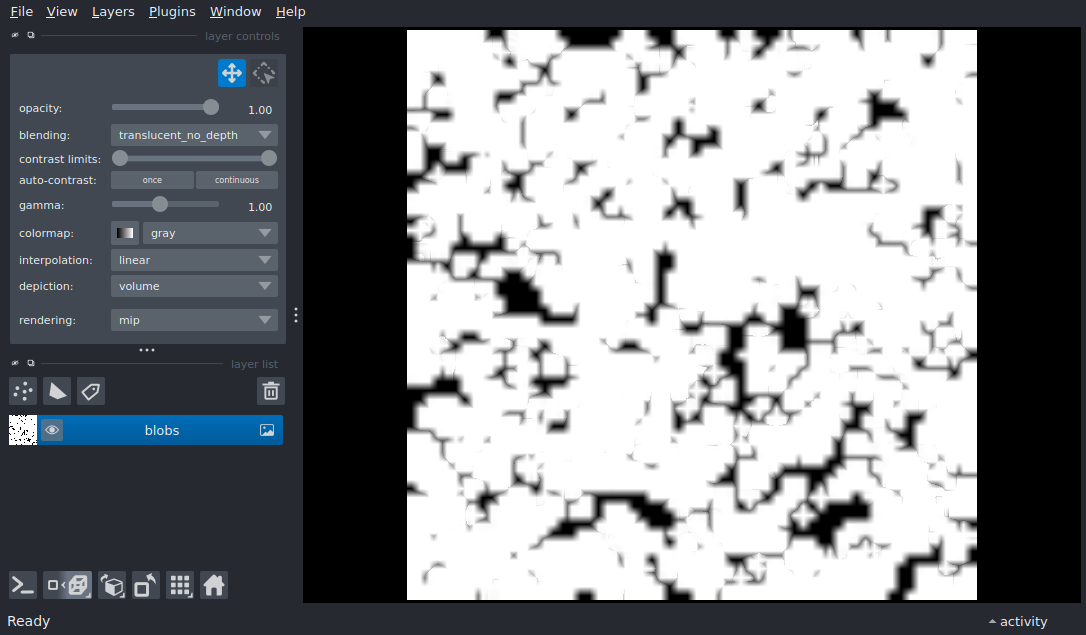 File View Layers Plugins Window Help
layer controls
opacity: 1.00
blending: translucent_no_depth
contrast limits:
auto-contrast: once continuous
gamma: 1.00
colormap: gray
interpolation: linear
depiction: volume
rendering: mip
layer list
blobs
Ready activity